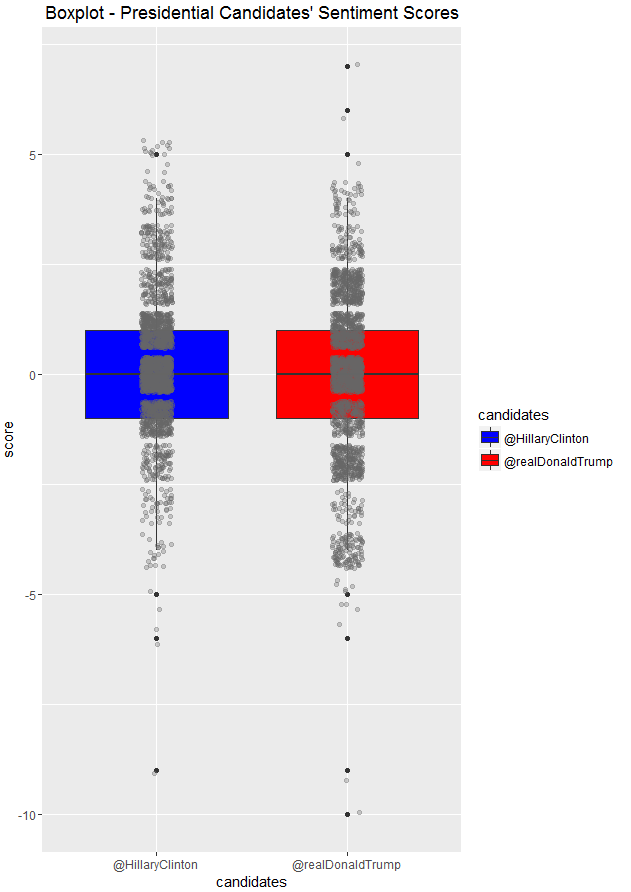 Boxplot - Presidential Candidates' Sentiment Scores
5
0
-5
-10
score
@HillaryClinton
@realDonaldTrump
candidates
candidates
@HillaryClinton
@realDonaldTrump